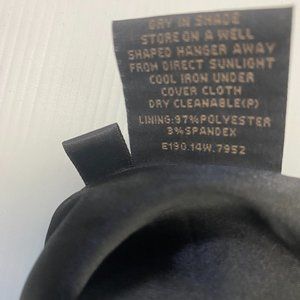 DRY IN SHADE
STORE ON A WELL
SHAPED HANGER AWAY
FROM DIRECT SUNLIGHT
COOL IRON UNDER
COVER CLOTH
DRY CLEANABLE(P)
LINING:97%POLYESTER
3%SPANDEX
E190.14W.7952